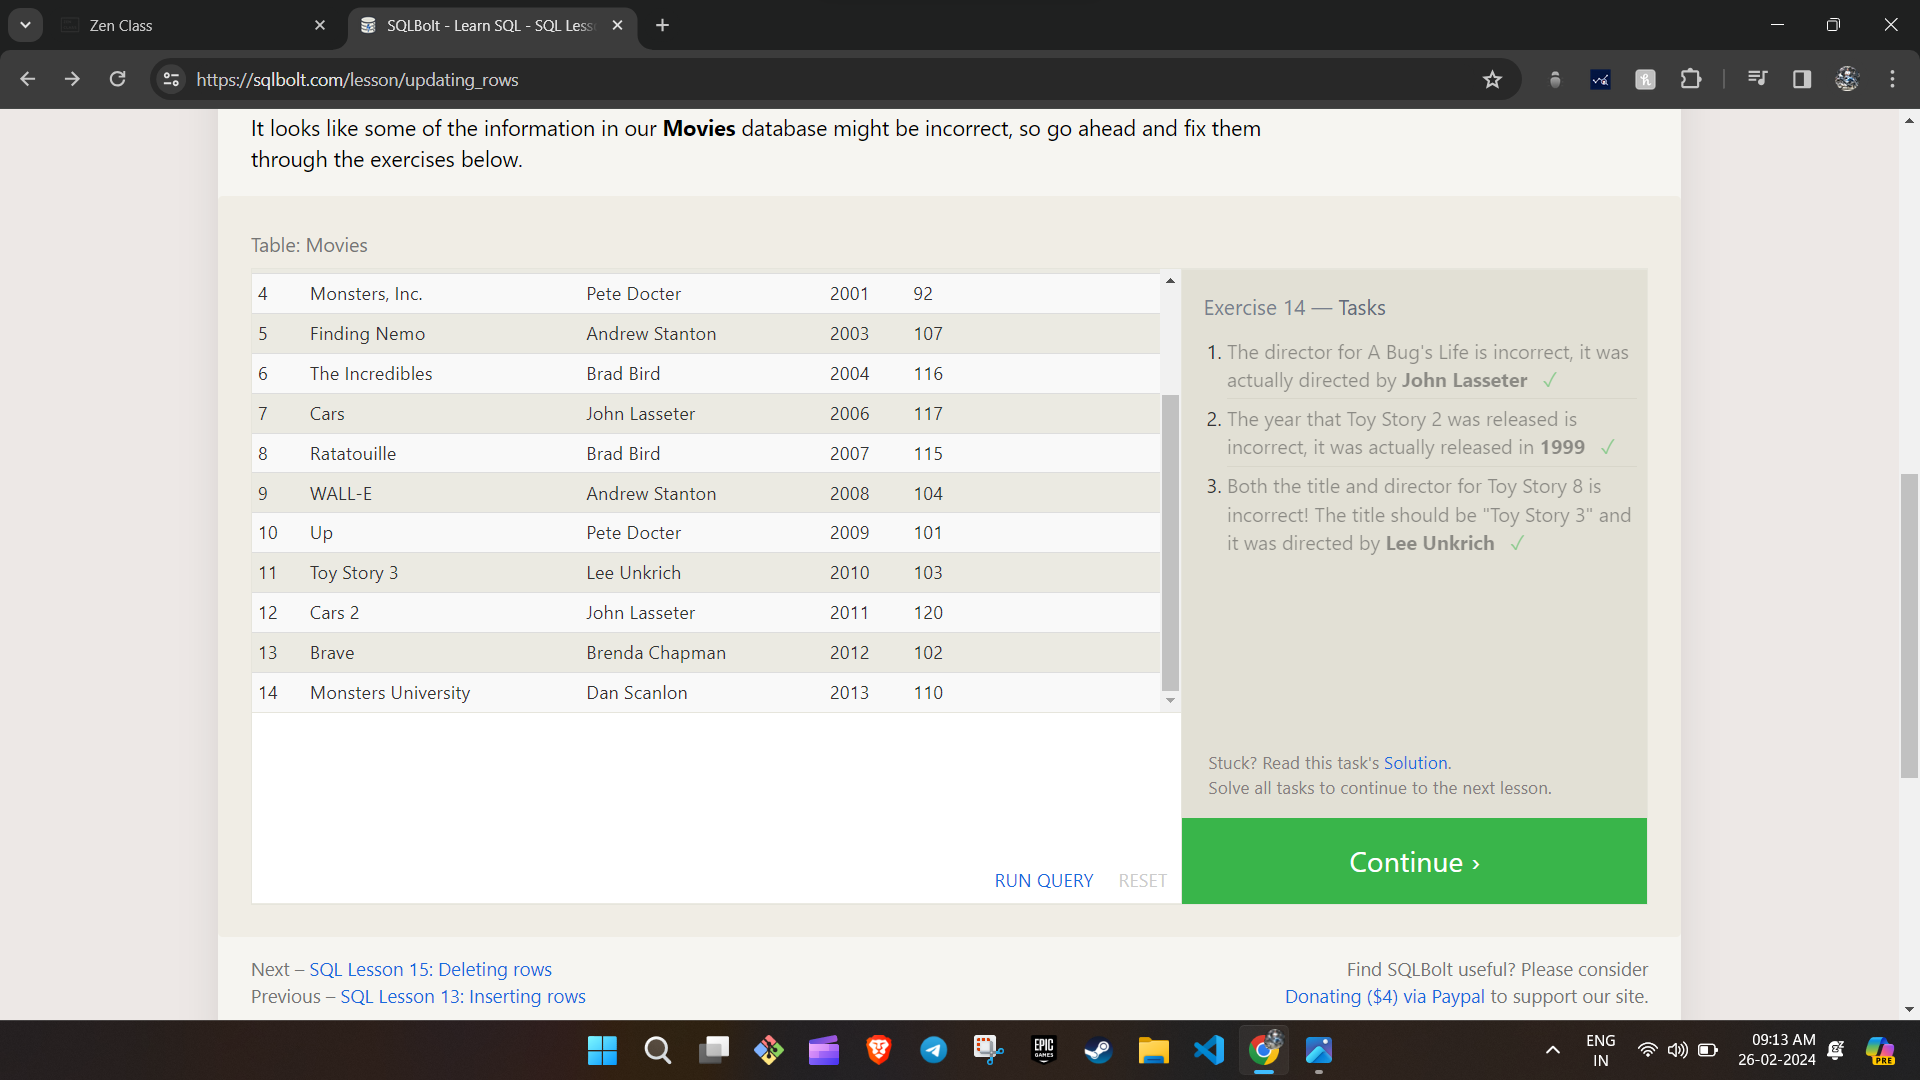 Zen Class
SQLBolt - Learn SQL - SQL Less
https://sqlbolt.com/lesson/updating_rows
It looks like some of the information in our Movies database might be incorrect, so go ahead and fix them
through the exercises below.
Table: Movies
4 Monsters, Inc. Pete Docter 2001 92
5 Finding Nemo Andrew Stanton 2003 107
6 The Incredibles Brad Bird 2004 116
7 Cars John Lasseter 2006 117
8 Ratatouille Brad Bird 2007 115
9 WALL-E Andrew Stanton 2008 104
10 Up Pete Docter 2009 101
11 Toy Story 3 Lee Unkrich 2010 103
12 Cars 2 John Lasseter 2011 120
13 Brave Brenda Chapman 2012 102
14 Monsters University Dan Scanlon 2013 110
RUN QUERY RESET
Exercise 14 — Tasks
1. The director for A Bug's Life is incorrect, it was
actually directed by John Lasseter ✓
2. The year that Toy Story 2 was released is
incorrect, it was actually released in 1999 ✓
3. Both the title and director for Toy Story 8 is
incorrect! The title should be "Toy Story 3" and
it was directed by Lee Unkrich ✓
Stuck? Read this task's Solution.
Solve all tasks to continue to the next lesson.
Continue ›
Next – SQL Lesson 15: Deleting rows
Previous – SQL Lesson 13: Inserting rows
Find SQLBolt useful? Please consider
Donating ($4) via Paypal to support our site.
EPIC
GAMES
ENG
IN
09:13 AM
26-02-2024
PRE